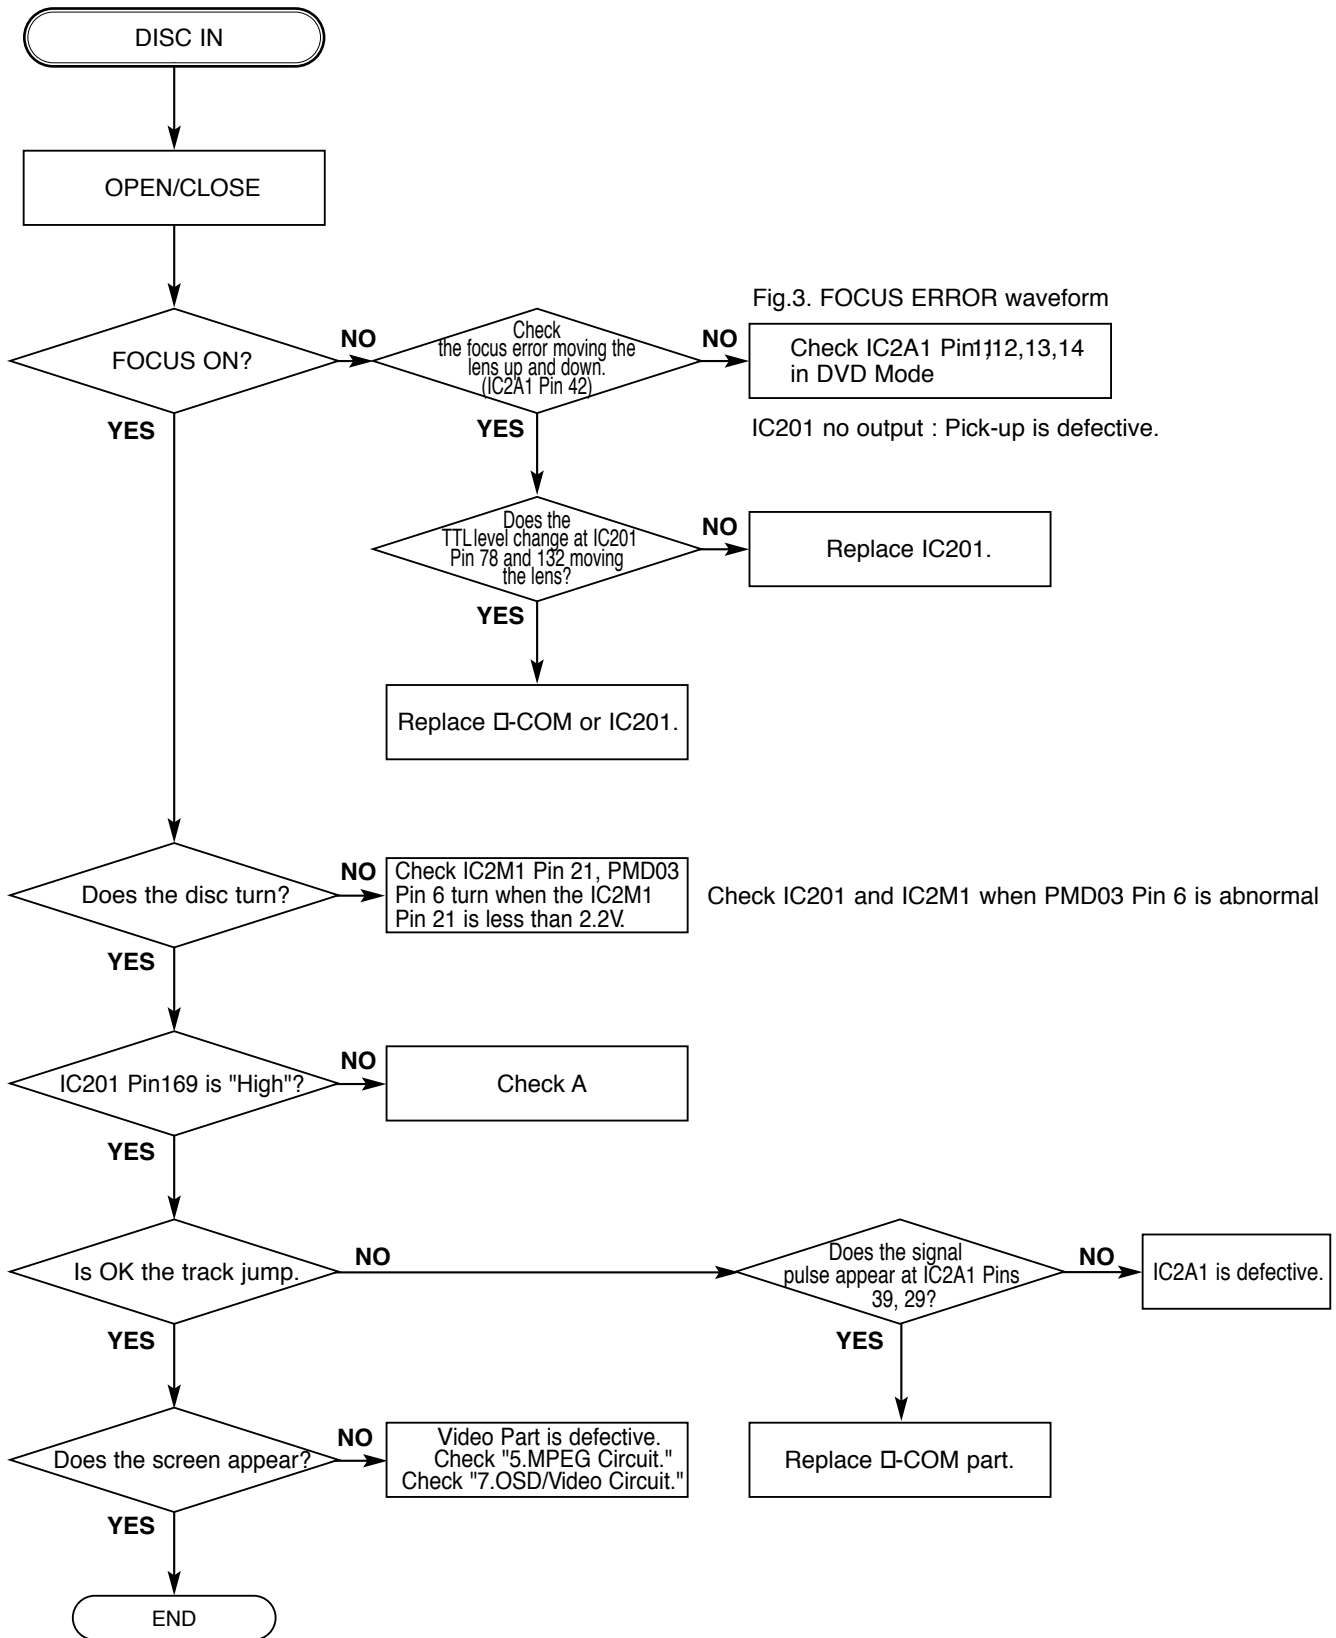 DISC IN
OPEN/CLOSE
Fig.3. FOCUS ERROR waveform
FOCUS ON?
NO
Check
the focus error moving the
lens up and down.
(IC2A1 Pin 42)
NO
Check IC2A1 Pin11,12,13,14
in DVD Mode
YES
YES
IC201 no output : Pick-up is defective.
Does the
TTL level change at IC201
Pin 78 and 132 moving
the lens?
NO
Replace IC201.
YES
Replace □-COM or IC201.
Does the disc turn?
NO
Check IC2M1 Pin 21, PMD03
Pin 6 turn when the IC2M1
Pin 21 is less than 2.2V.
Check IC201 and IC2M1 when PMD03 Pin 6 is abnormal
YES
IC201 Pin169 is "High"?
NO
Check A
YES
Is OK the track jump.
NO
Does the signal
pulse appear at IC2A1 Pins
39, 29?
NO
IC2A1 is defective.
YES
YES
Does the screen appear?
NO
Video Part is defective.
Check "5.MPEG Circuit."
Check "7.OSD/Video Circuit."
Replace □-COM part.
YES
END